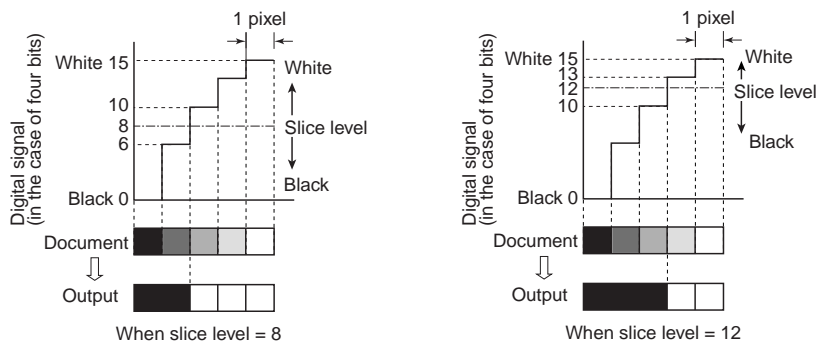 1 pixel
Digital signal
(in the case of four bits)
White 15
10
8
6
Black 0
White
Slice level
Black
Document
Output
When slice level = 8
1 pixel
Digital signal
(in the case of four bits)
White 15
13
12
10
Black 0
White
Slice level
Black
Document
Output
When slice level = 12